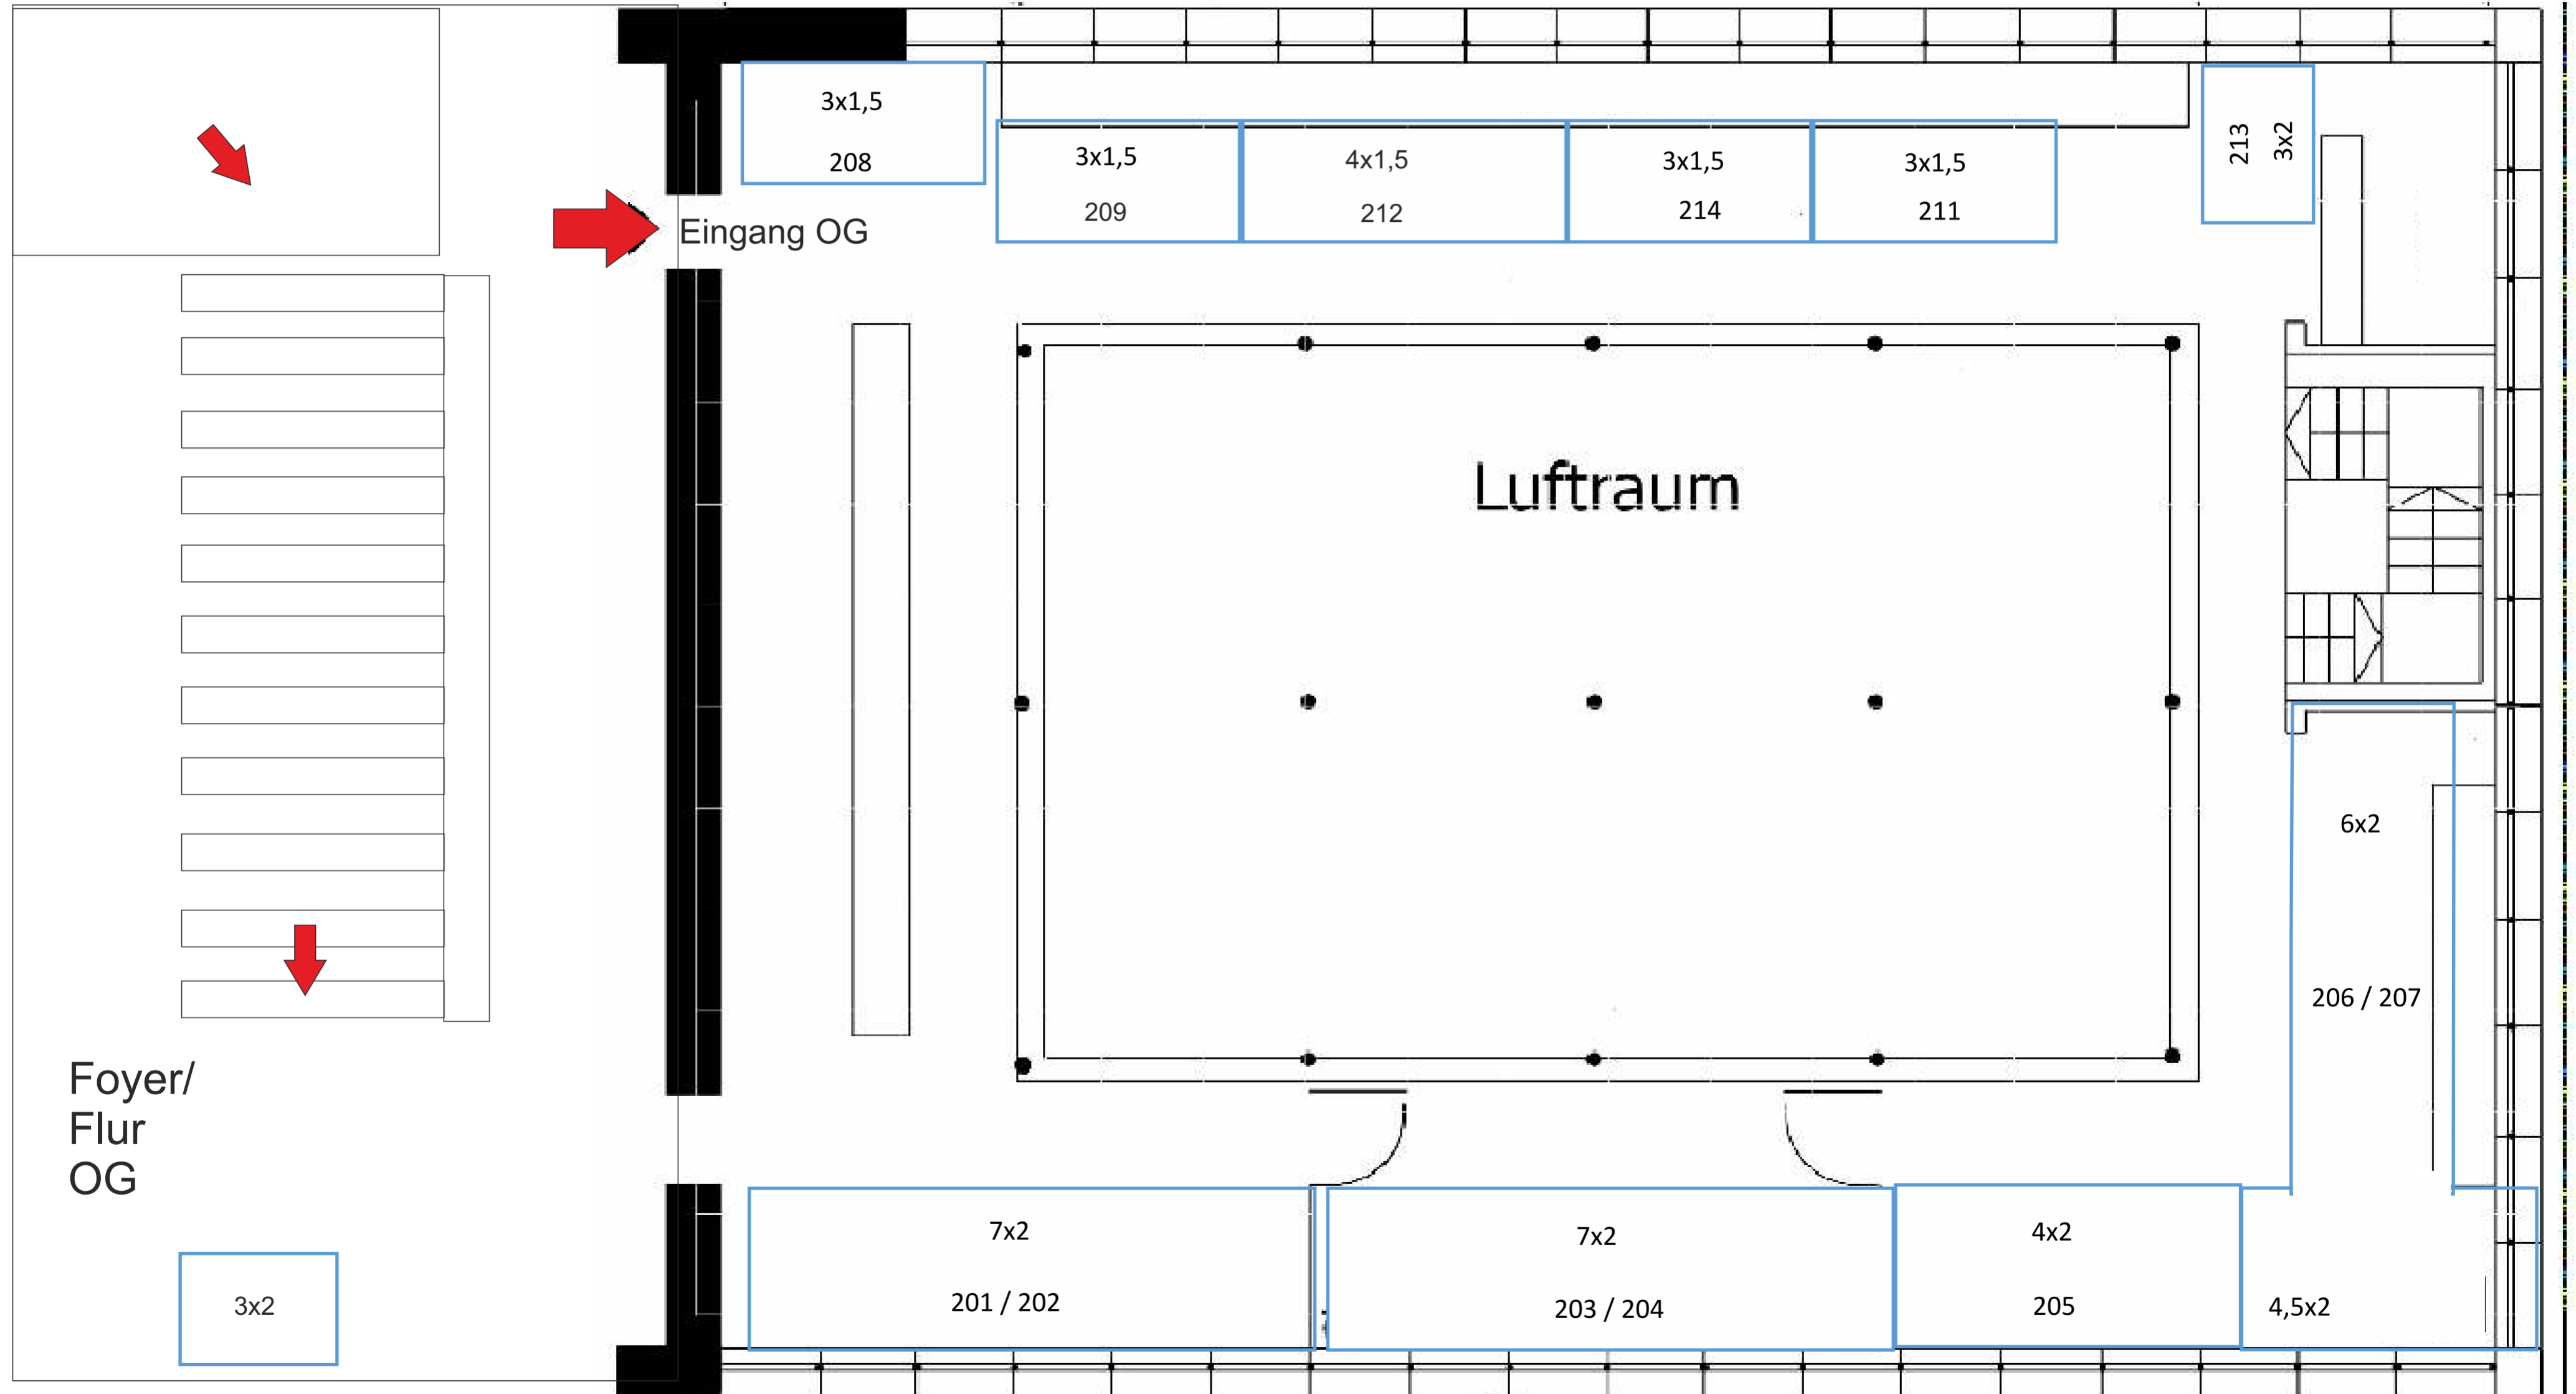 3x1,5
208
3x1,5
209
4x1,5
212
3x1,5
214
3x1,5
211
213
3x2
Eingang OG
Luftraum
6x2
206 / 207
Foyer/
Flur
OG
3x2
7x2
201 / 202
7x2
203 / 204
4x2
205
4,5x2